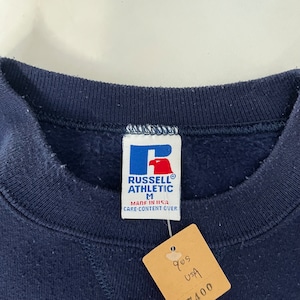 R
RUSSELL®
ATHLETIC
M
MADE IN U.S.A.
CARE-CONTENT OVER
90s
USA